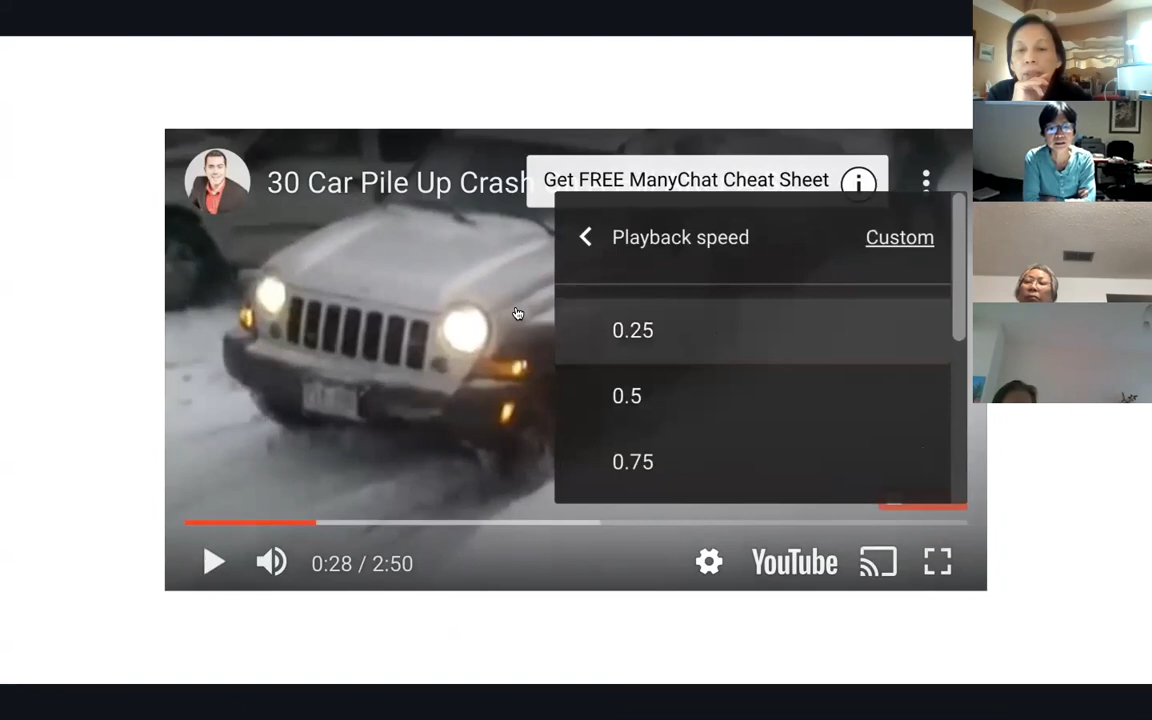 30 Car Pile Up Crash
Get FREE ManyChat Cheat Sheet
Playback speed
Custom
0.25
0.5
0.75
0:28 / 2:50
YouTube